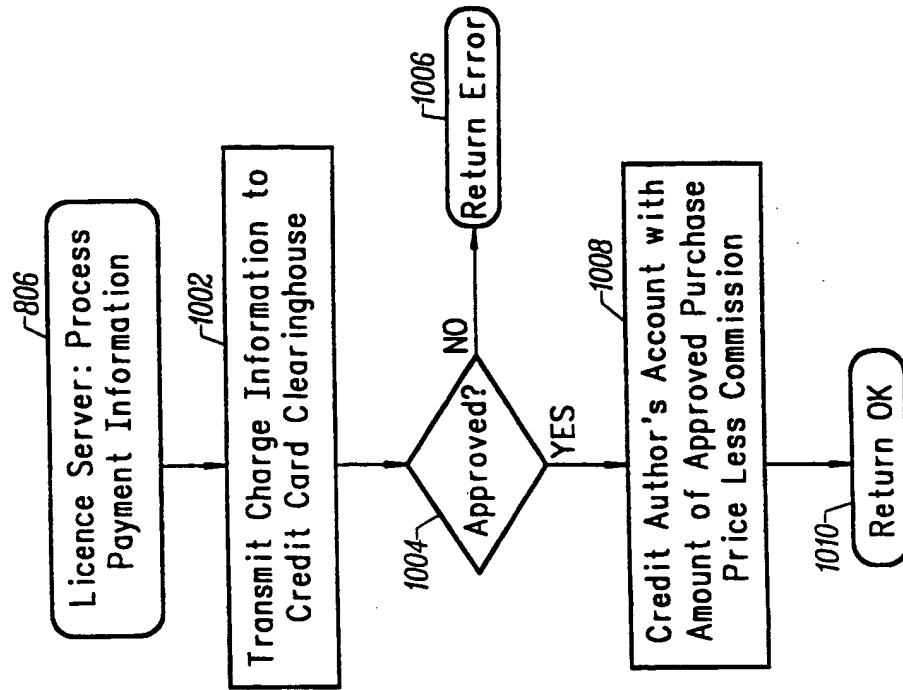 806
Licence Server: Process
Payment Information
1002
Transmit Charge Information to
Credit Card Clearinghouse
1004
Approved?
NO
1006
Return Error
YES
1008
Credit Author's Account with
Amount of Approved Purchase
Price Less Commission
1010
Return OK